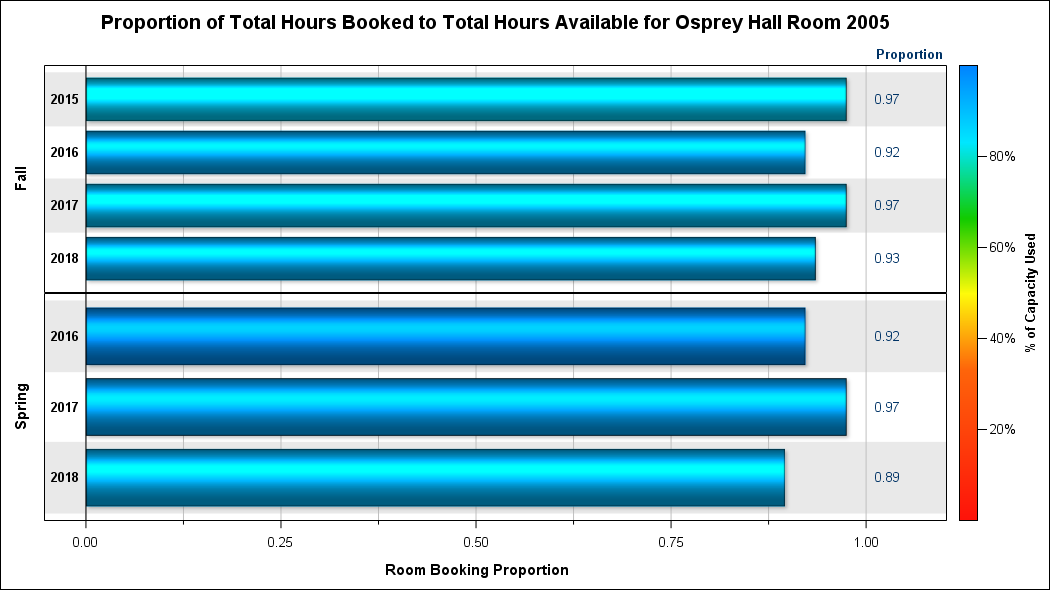 Proportion of Total Hours Booked to Total Hours Available for Osprey Hall Room 2005
Proportion
Fall
2015 0.97
2016 0.92
2017 0.97
2018 0.93
Spring
2016 0.92
2017 0.97
2018 0.89
0.00 0.25 0.50 0.75 1.00
Room Booking Proportion
80%
60%
40%
20%
% of Capacity Used